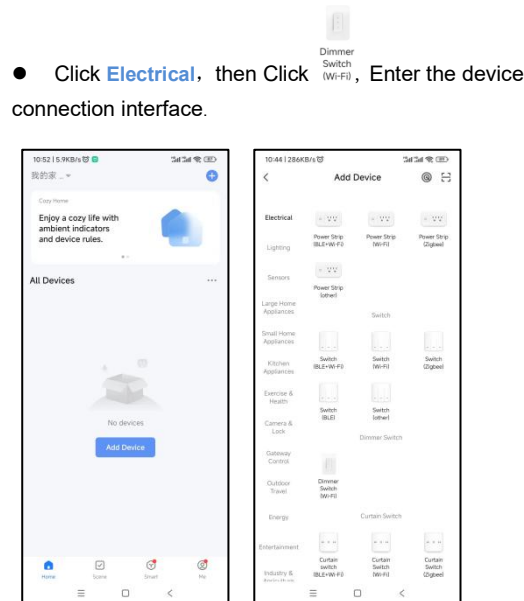 Dimmer
Switch
(Wi-Fi)
● Click Electrical，then Click , Enter the device
connection interface.
10:52 | 5.9KB/s
我的家 ..
Cozy Home
Enjoy a cozy life with
ambient indicators
and device rules.
All Devices
No devices
Add Device
Home
Scene
Smart
Me
10:44 | 286KB/s
Add Device
Electrical
Lighting
Sensors
Large Home
Appliances
Small Home
Appliances
Kitchen
Appliances
Exercise &
Health
Camera &
Lock
Gateway
Control
Outdoor
Travel
Energy
Entertainment
Industry &
Agriculture
Power Strip
(BLE+Wi-Fi)
Power Strip
(Wi-Fi)
Power Strip
(Zigbee)
Power Strip
(other)
Switch
Switch
(BLE+Wi-Fi)
Switch
(Wi-Fi)
Switch
(Zigbee)
Switch
(BLE)
Switch
(other)
Dimmer Switch
Dimmer
Switch
(Wi-Fi)
Curtain Switch
Curtain
switch
(BLE+Wi-Fi)
Curtain
Switch
(Wi-Fi)
Curtain
Switch
(Zigbee)